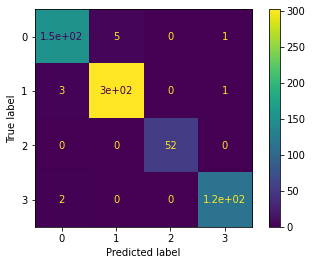 0 1.5e+02 5 0 1
1 3 3e+02 0 1
2 0 0 52 0
3 2 0 0 1.2e+02
0 1 2 3
Predicted label
True label
300
250
200
150
100
50
0